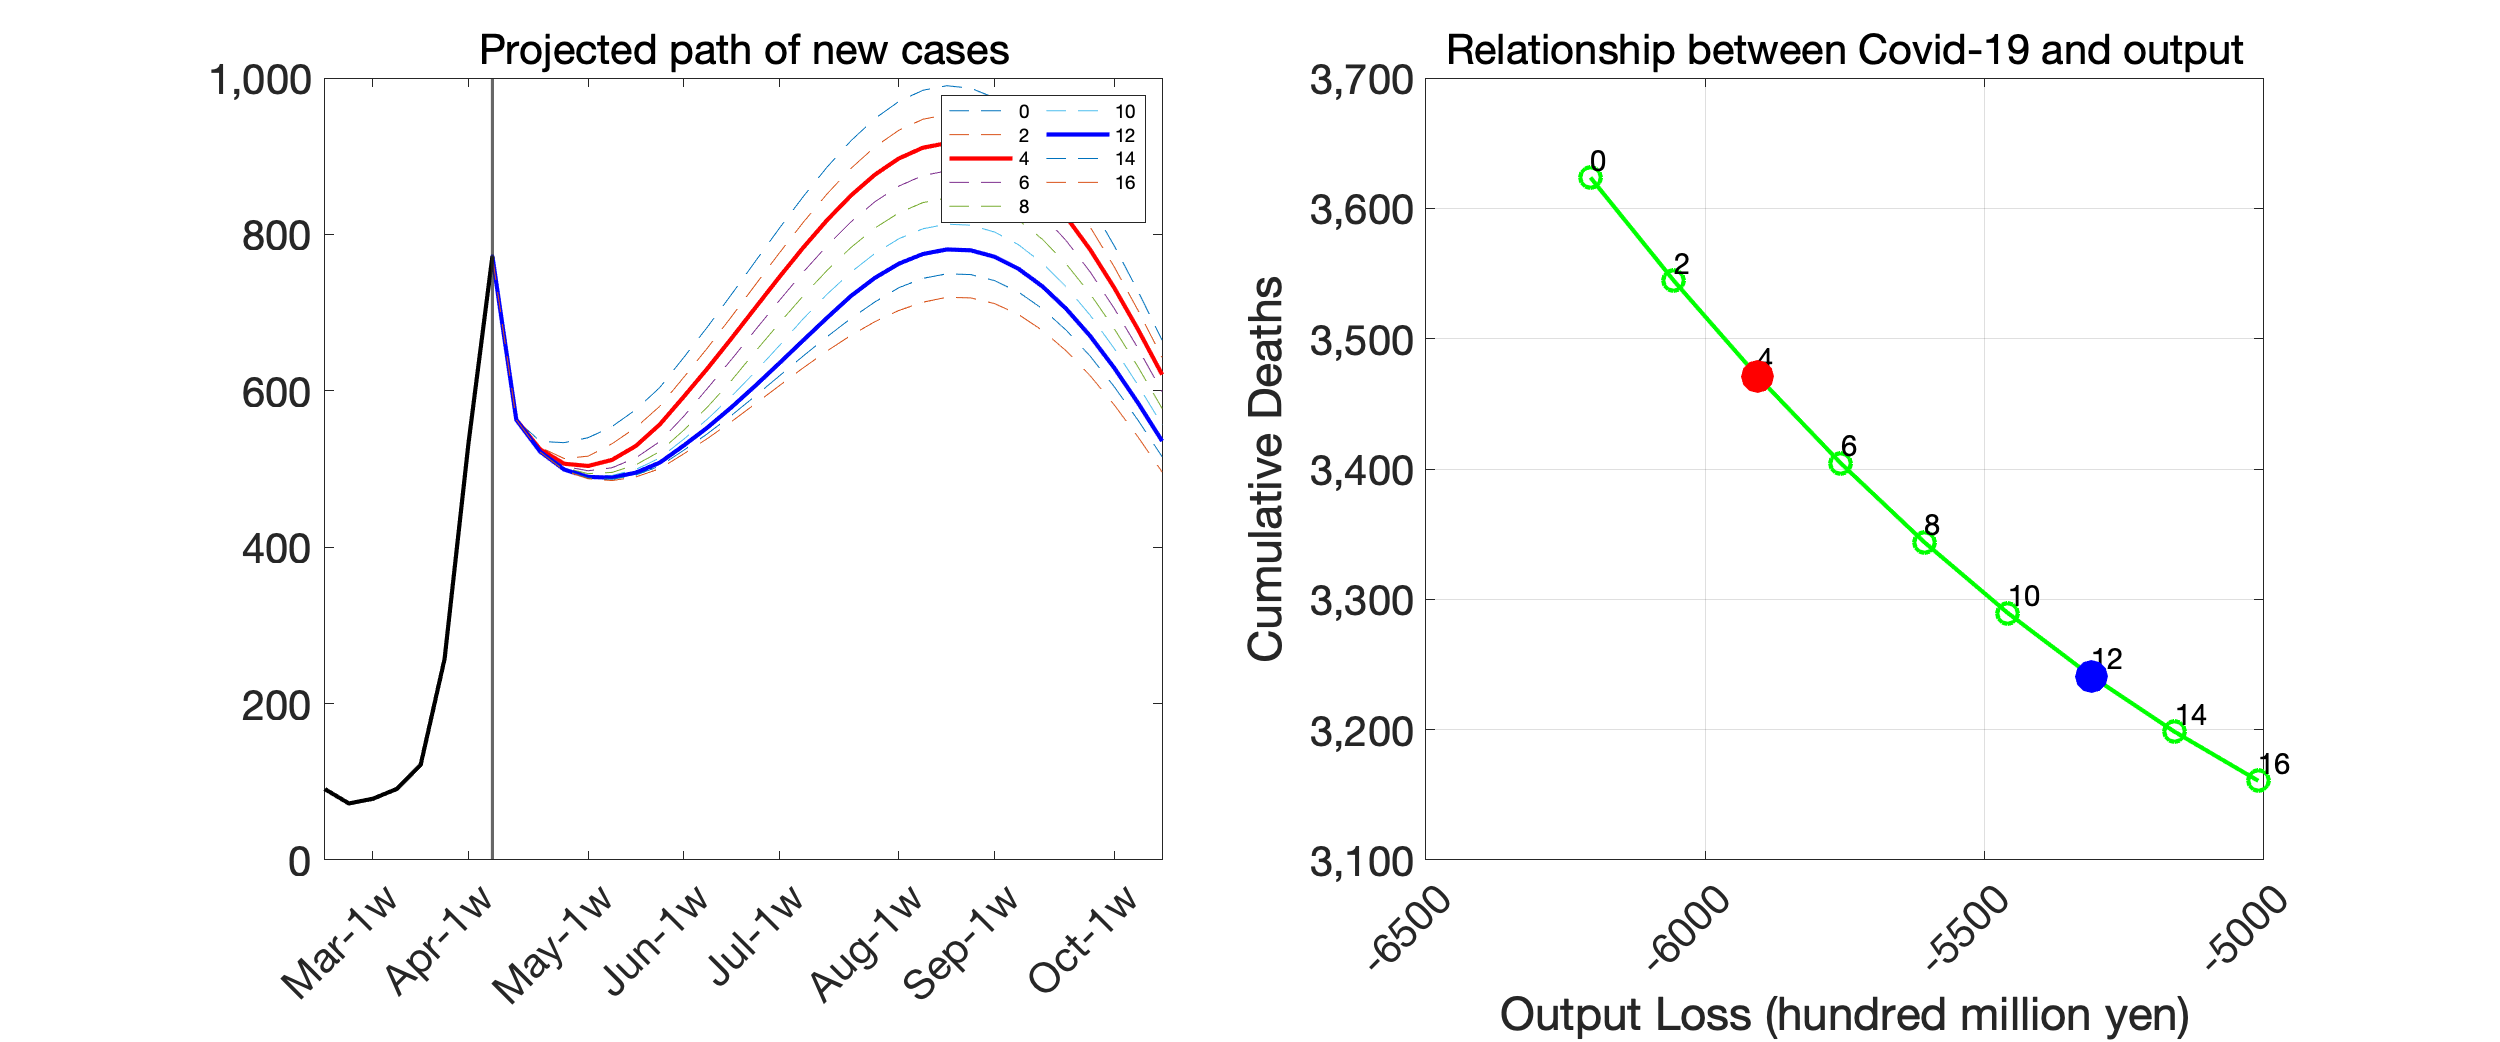 Projected path of new cases
1,000
800
600
400
200
0
0
2
4
6
8
10
12
14
16
Mar-1w
Apr-1w
May-1w
Jun-1w
Jul-1w
Aug-1w
Sep-1w
Oct-1w
Relationship between Covid-19 and output
Cumulative Deaths
3,700
3,600
3,500
3,400
3,300
3,200
3,100
0
2
4
6
8
10
12
14
16
-6500
-6000
-5500
-5000
Output Loss (hundred million yen)